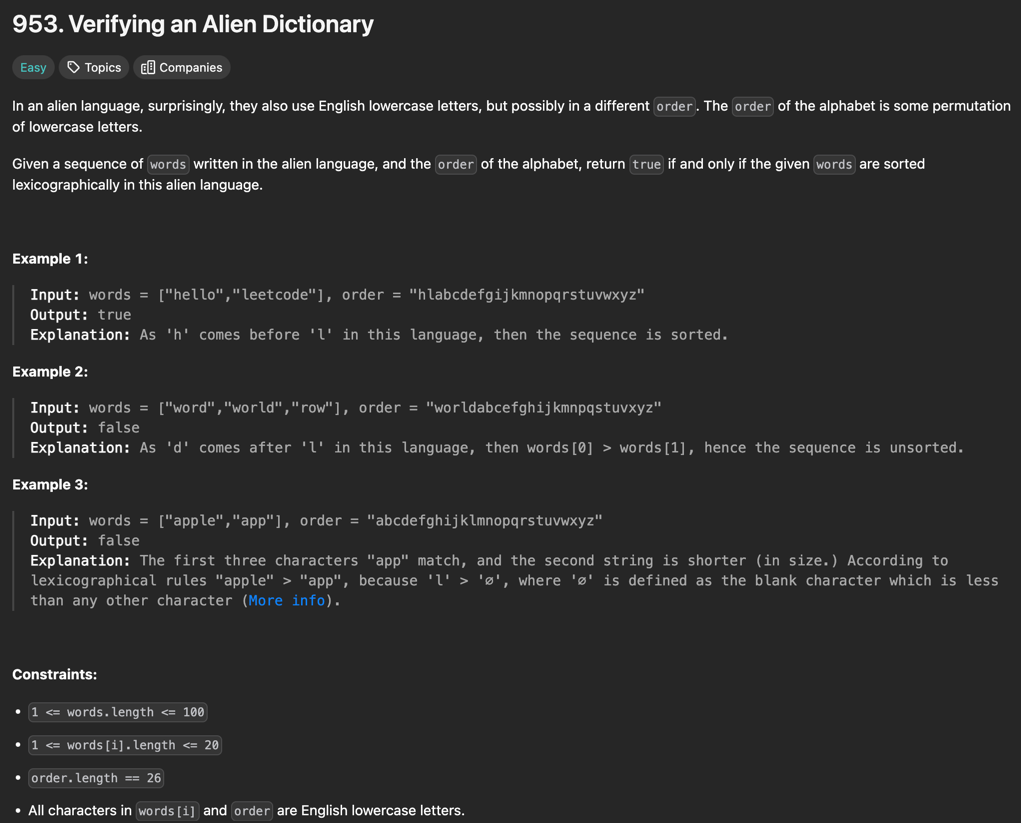 953. Verifying an Alien Dictionary
Easy Topics Companies
In an alien language, surprisingly, they also use English lowercase letters, but possibly in a different order. The order of the alphabet is some permutation
of lowercase letters.
Given a sequence of words written in the alien language, and the order of the alphabet, return true if and only if the given words are sorted
lexicographically in this alien language.
Example 1:
Input: words = ["hello","leetcode"], order = "hlabcdefgijkmnopqrstuvwxyz"
Output: true
Explanation: As 'h' comes before 'l' in this language, then the sequence is sorted.
Example 2:
Input: words = ["word","world","row"], order = "worldabcefghijkmnpqstuvxyz"
Output: false
Explanation: As 'd' comes after 'l' in this language, then words[0] > words[1], hence the sequence is unsorted.
Example 3:
Input: words = ["apple","app"], order = "abcdefghijklmnopqrstuvwxyz"
Output: false
Explanation: The first three characters "app" match, and the second string is shorter (in size.) According to
lexicographical rules "apple" > "app", because 'l' > '∅', where '∅' is defined as the blank character which is less
than any other character (More info).
Constraints:
• 1 <= words.length <= 100
• 1 <= words[i].length <= 20
• order.length == 26
• All characters in words[i] and order are English lowercase letters.